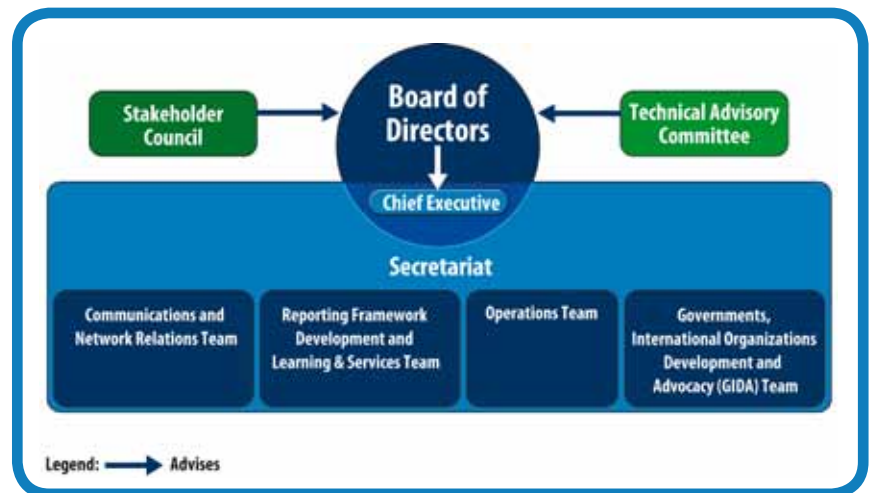 Board of
Directors
Stakeholder
Council
Technical Advisory
Committee
Chief Executive
Secretariat
Communications and
Network Relations Team
Reporting Framework
Development and
Learning & Services Team
Operations Team
Governments,
International Organizations
Development and
Advocacy (GIDA) Team
Legend:
Advises